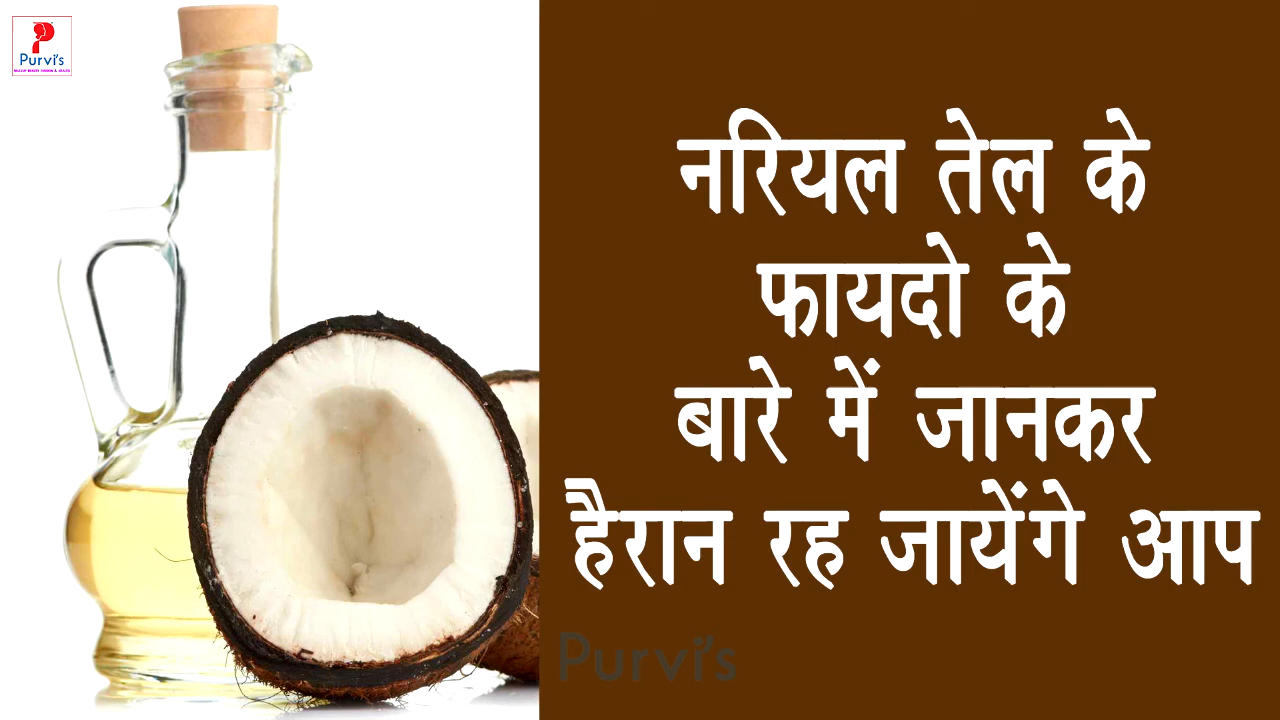 Purvi's
नरियल तेल के
फायदो के
बारे में जानकर
हैरान रह जायेंगे आप
Purvi's